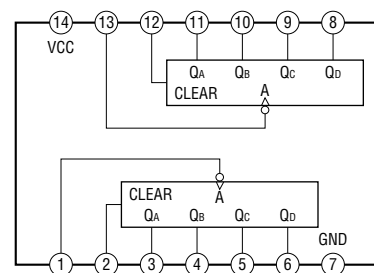 14 13 12 11 10 9 8
VCC
QA QB QC QD
CLEAR A
CLEAR A
QA QB QC QD
GND
1 2 3 4 5 6 7